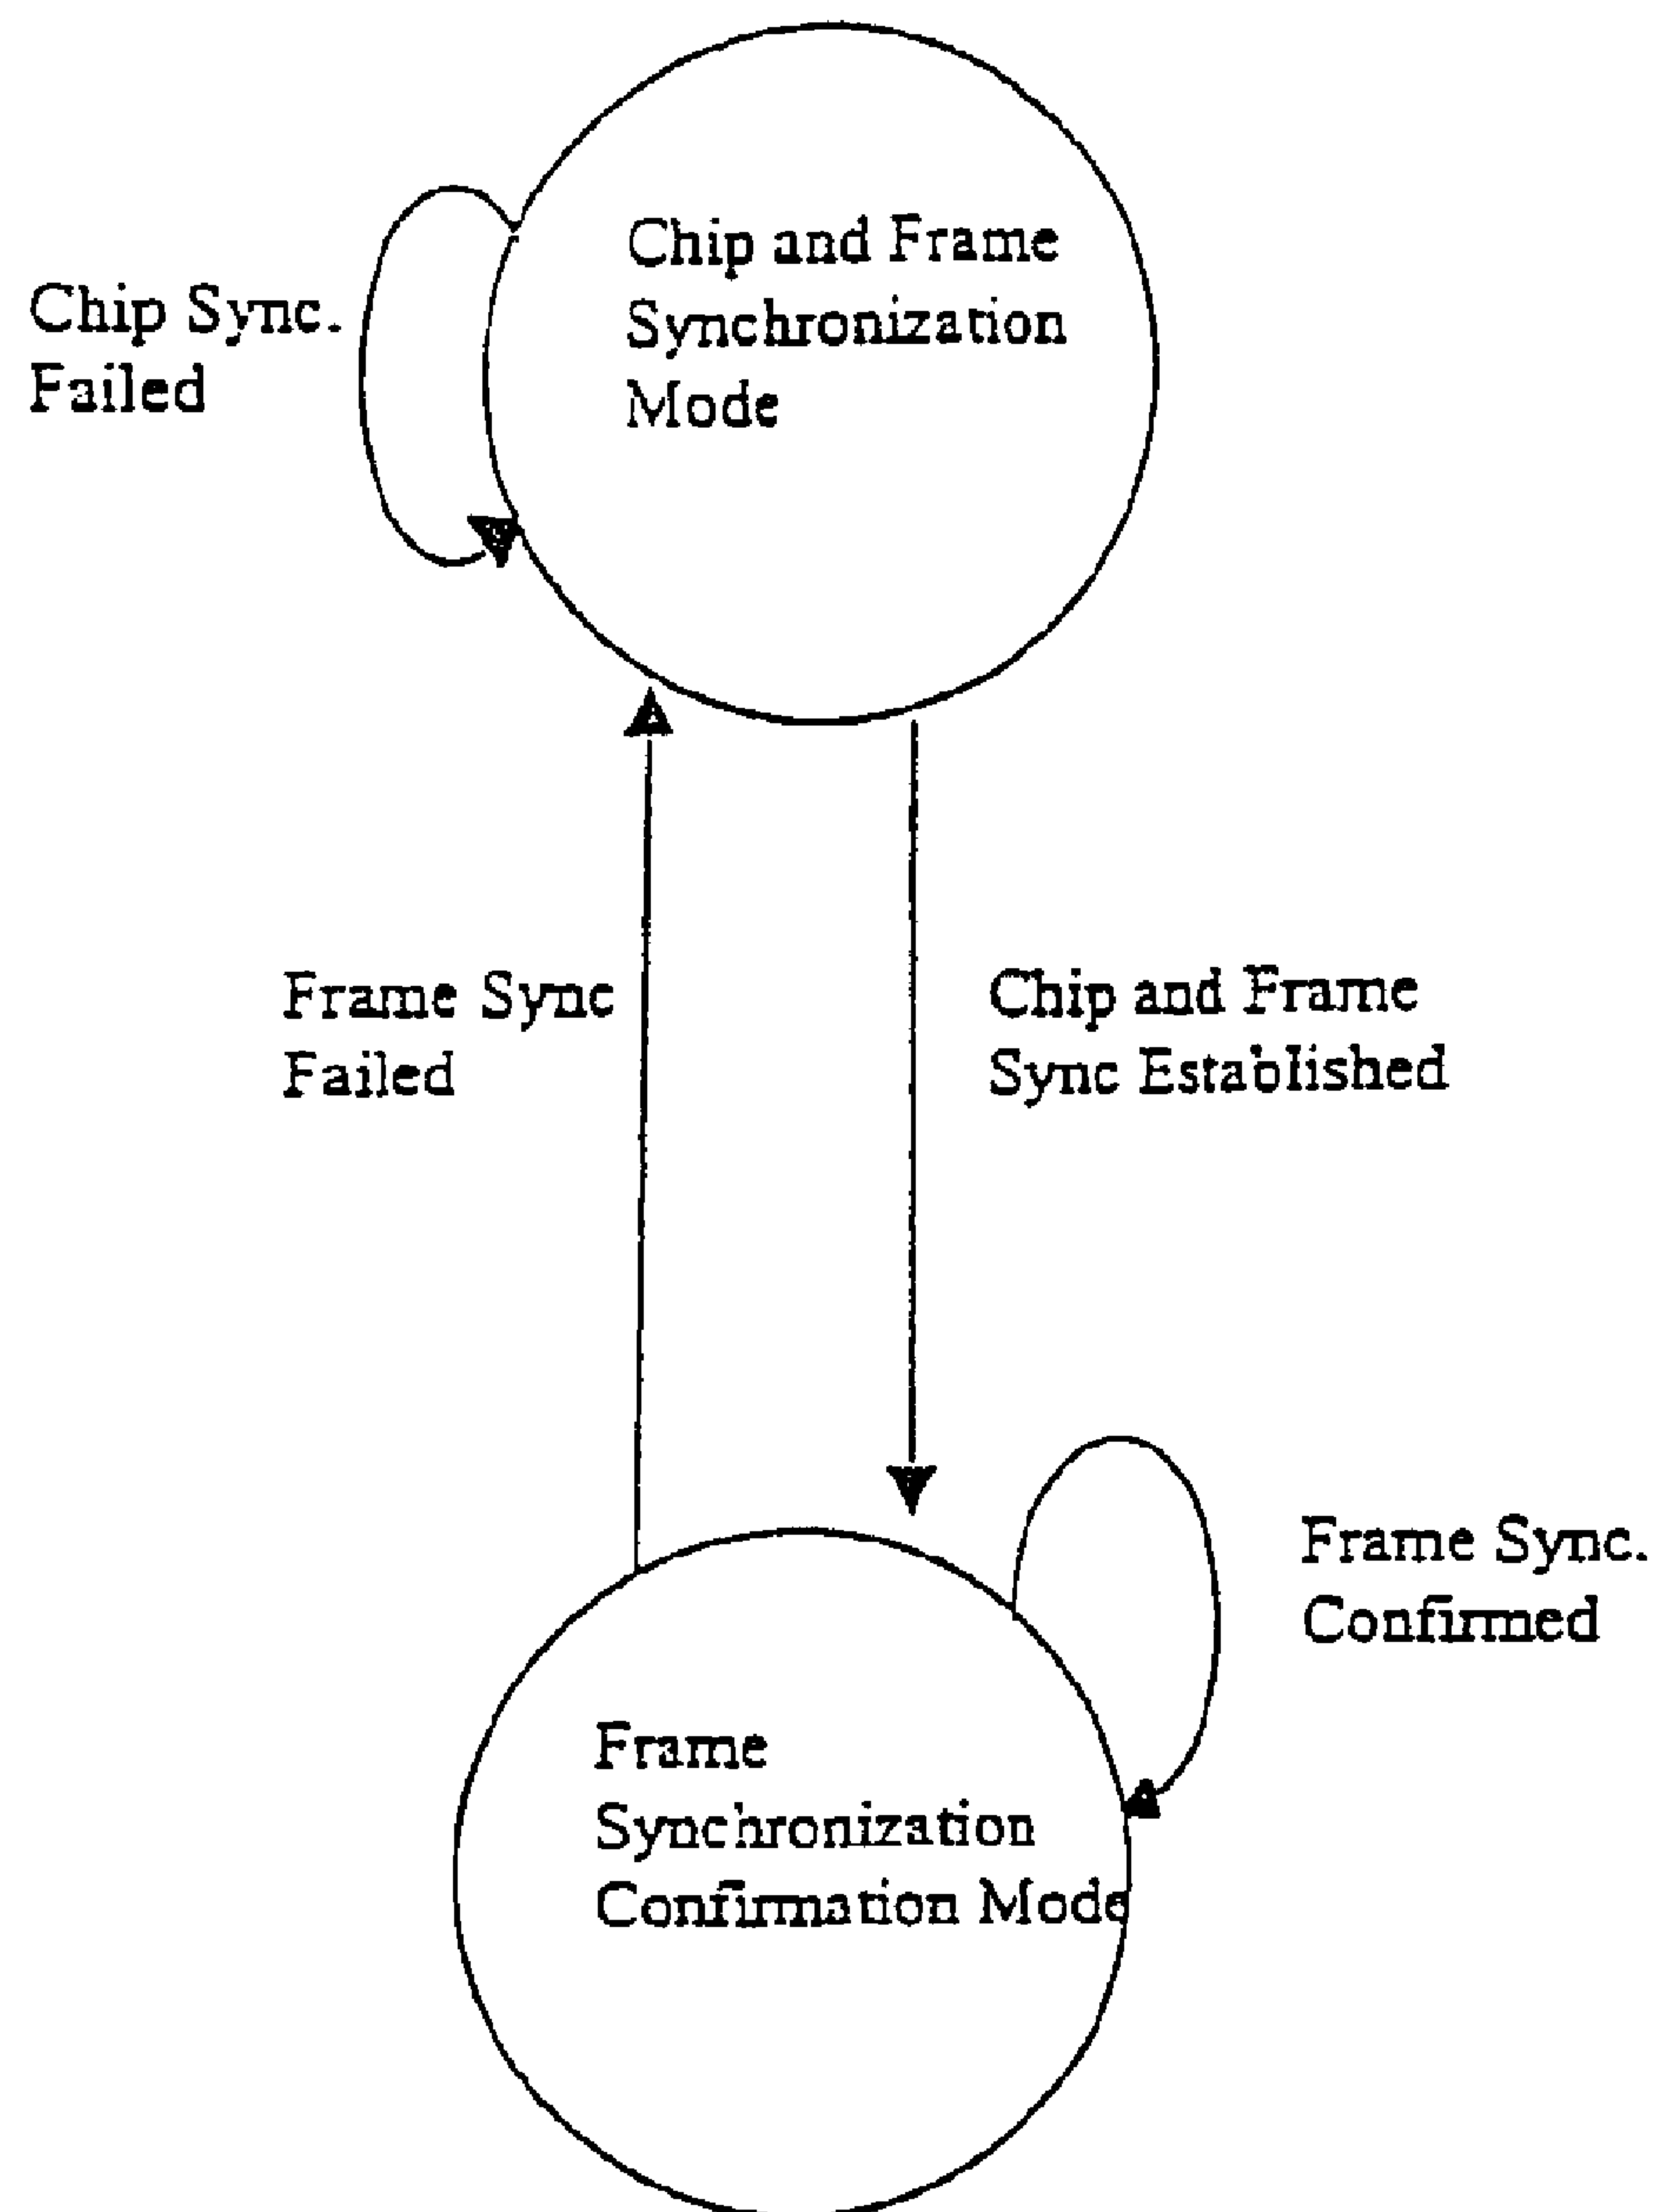 Chip and Frame
Synchronization
Mode
Chip Sync.
Failed
Frame Sync
Failed
Chip and Frame
Sync Established
Frame Sync.
Confirmed
Frame
Synchronization
Confirmation Mode